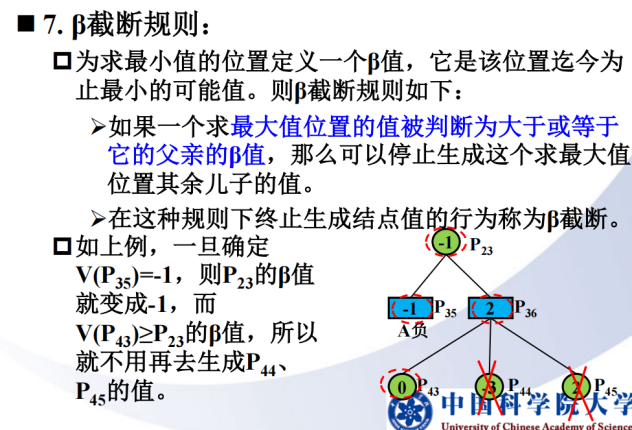 ■ 7. β截断规则：
为求最小值的位置定义一个β值，它是该位置迄今为
止最小的可能值。则β截断规则如下：
➢如果一个求最大值位置的值被判断为大于或等于
它的父亲的β值，那么可以停止生成这个求最大值
位置其余儿子的值。
➢在这种规则下终止生成结点值的行为称为β截断。
如上例，一旦确定
V(P35)=-1，则P23的β值
就变成-1，而
V(P43)≥P23的β值，所以
就不用再去生成P44、
P45的值。
-1 P23
-1 P35 2 P36
A负
0 P43 -3 P44 2 P45
中国科学院大学
University of Chinese Academy of Science